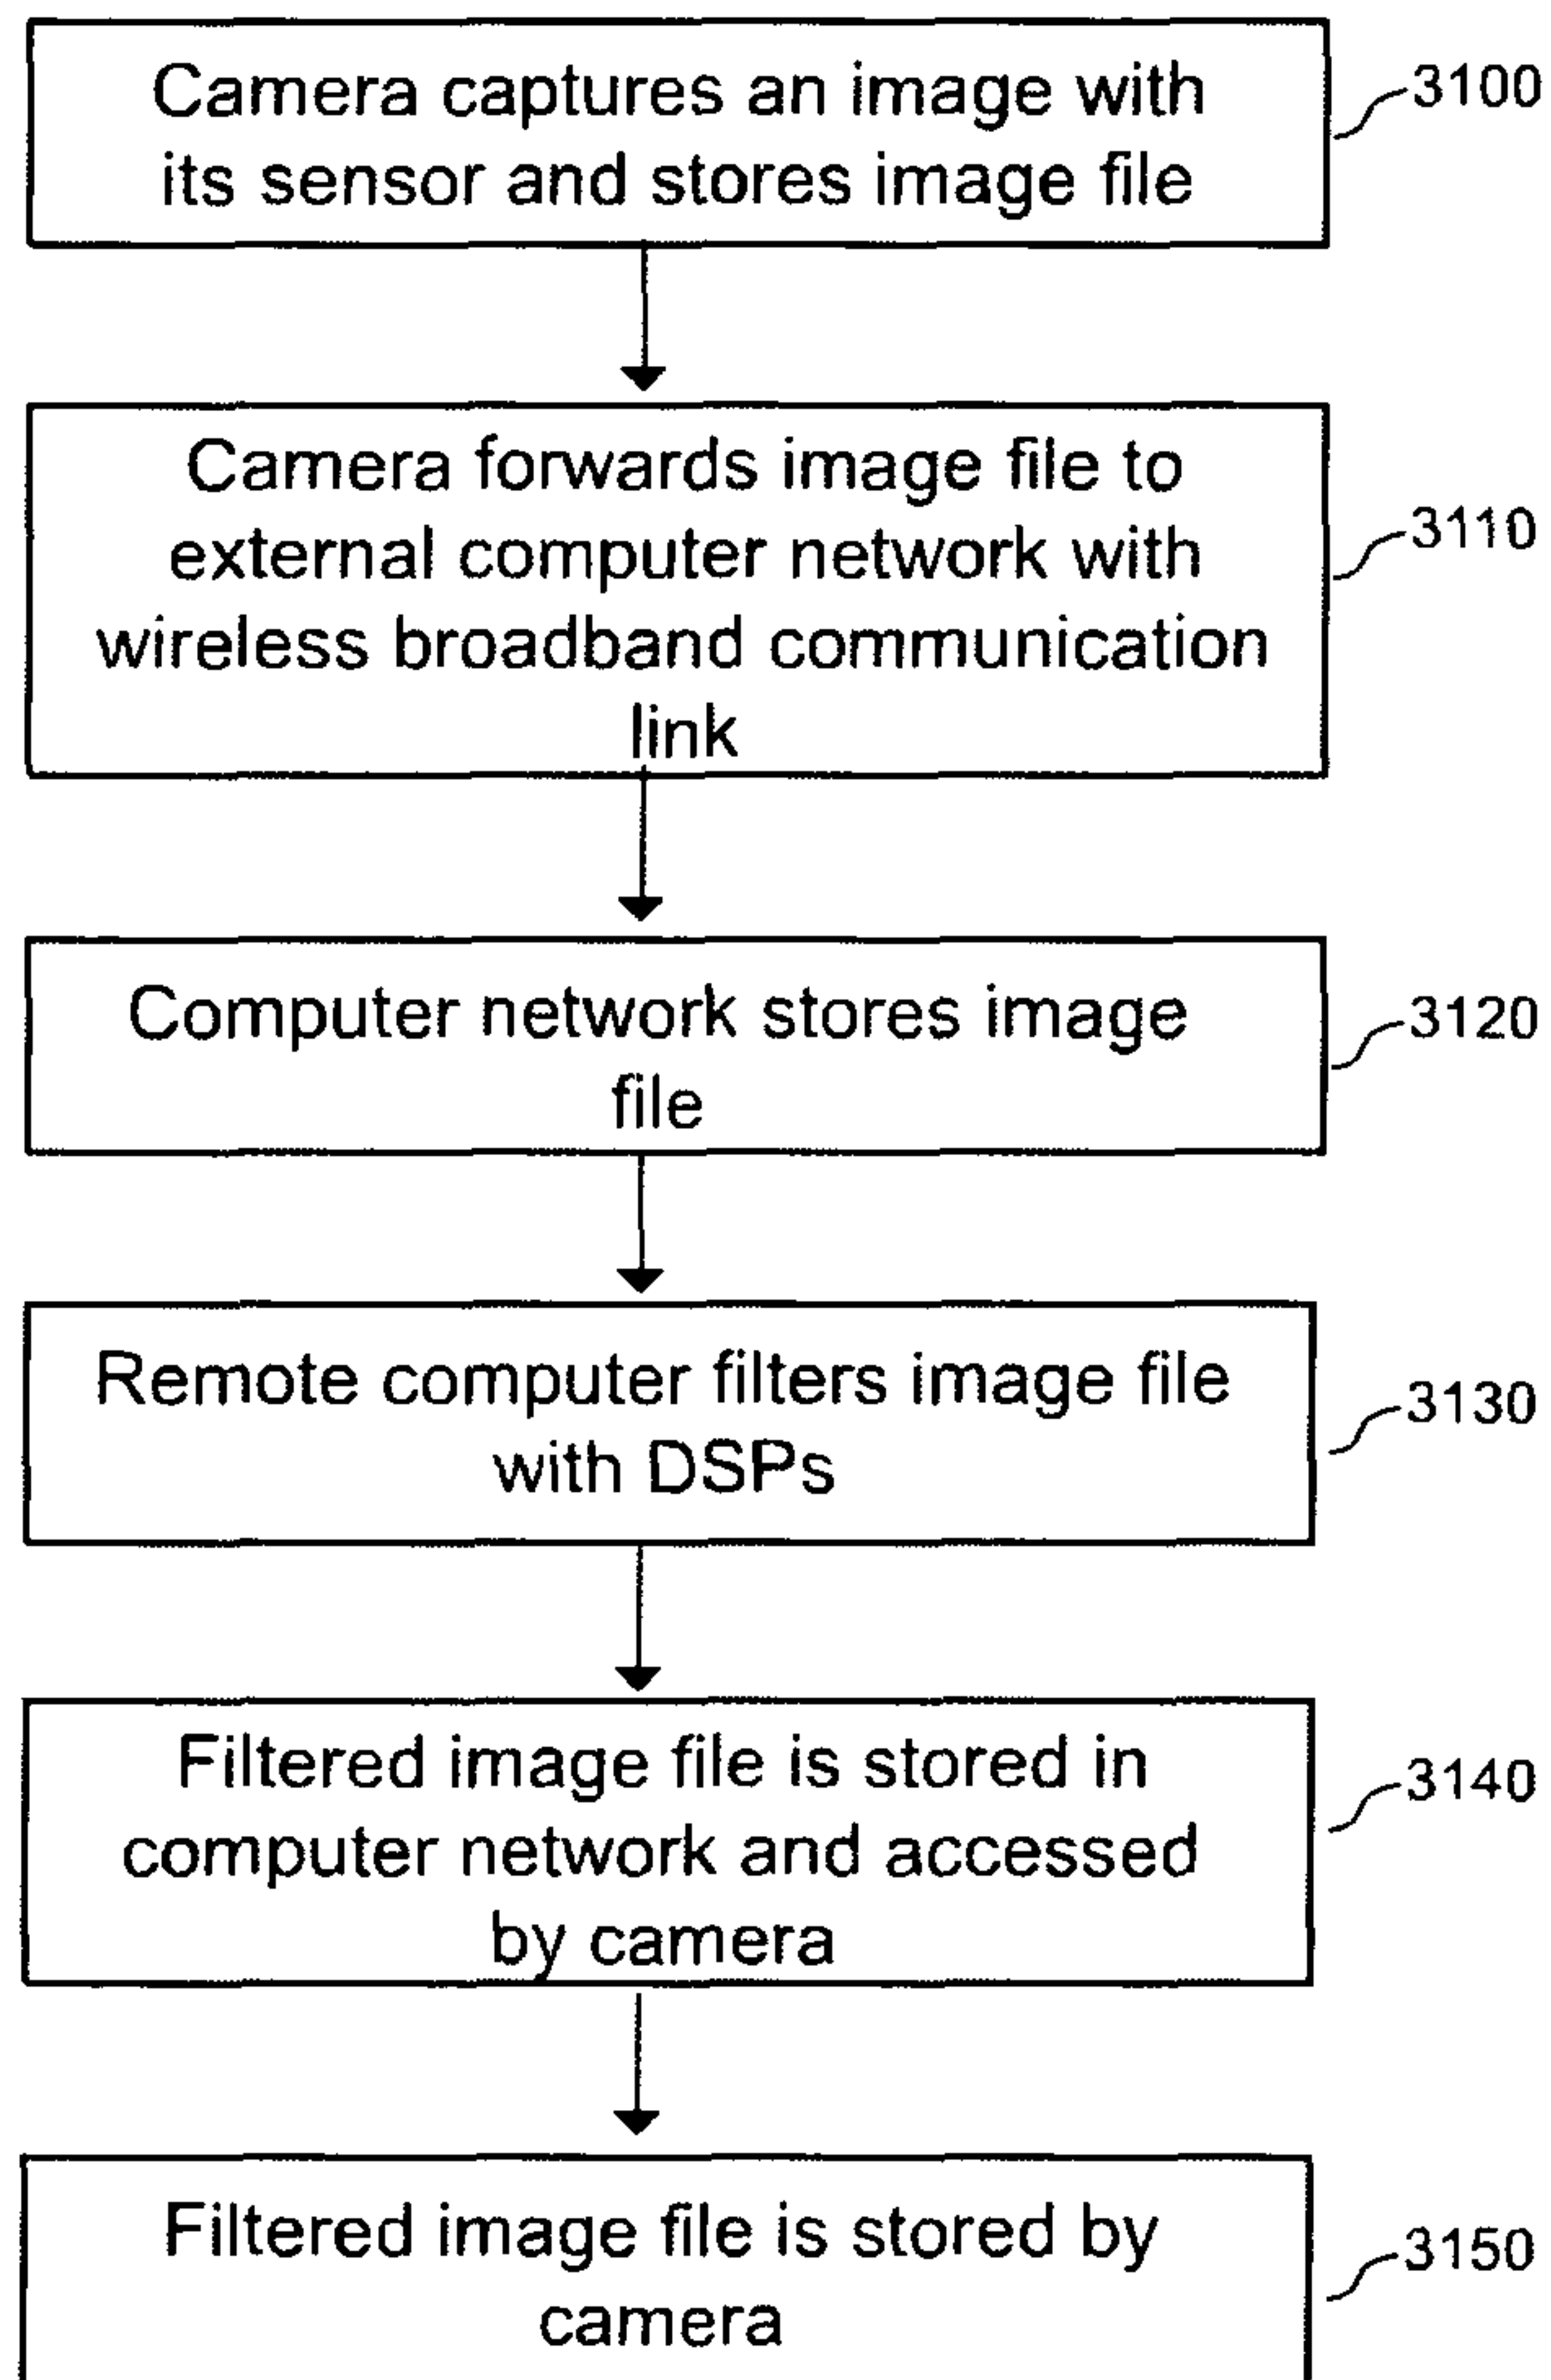 Camera captures an image with
its sensor and stores image file
3100
Camera forwards image file to
external computer network with
wireless broadband communication
link
3110
Computer network stores image
file
3120
Remote computer filters image file
with DSPs
3130
Filtered image file is stored in
computer network and accessed
by camera
3140
Filtered image file is stored by
camera
3150